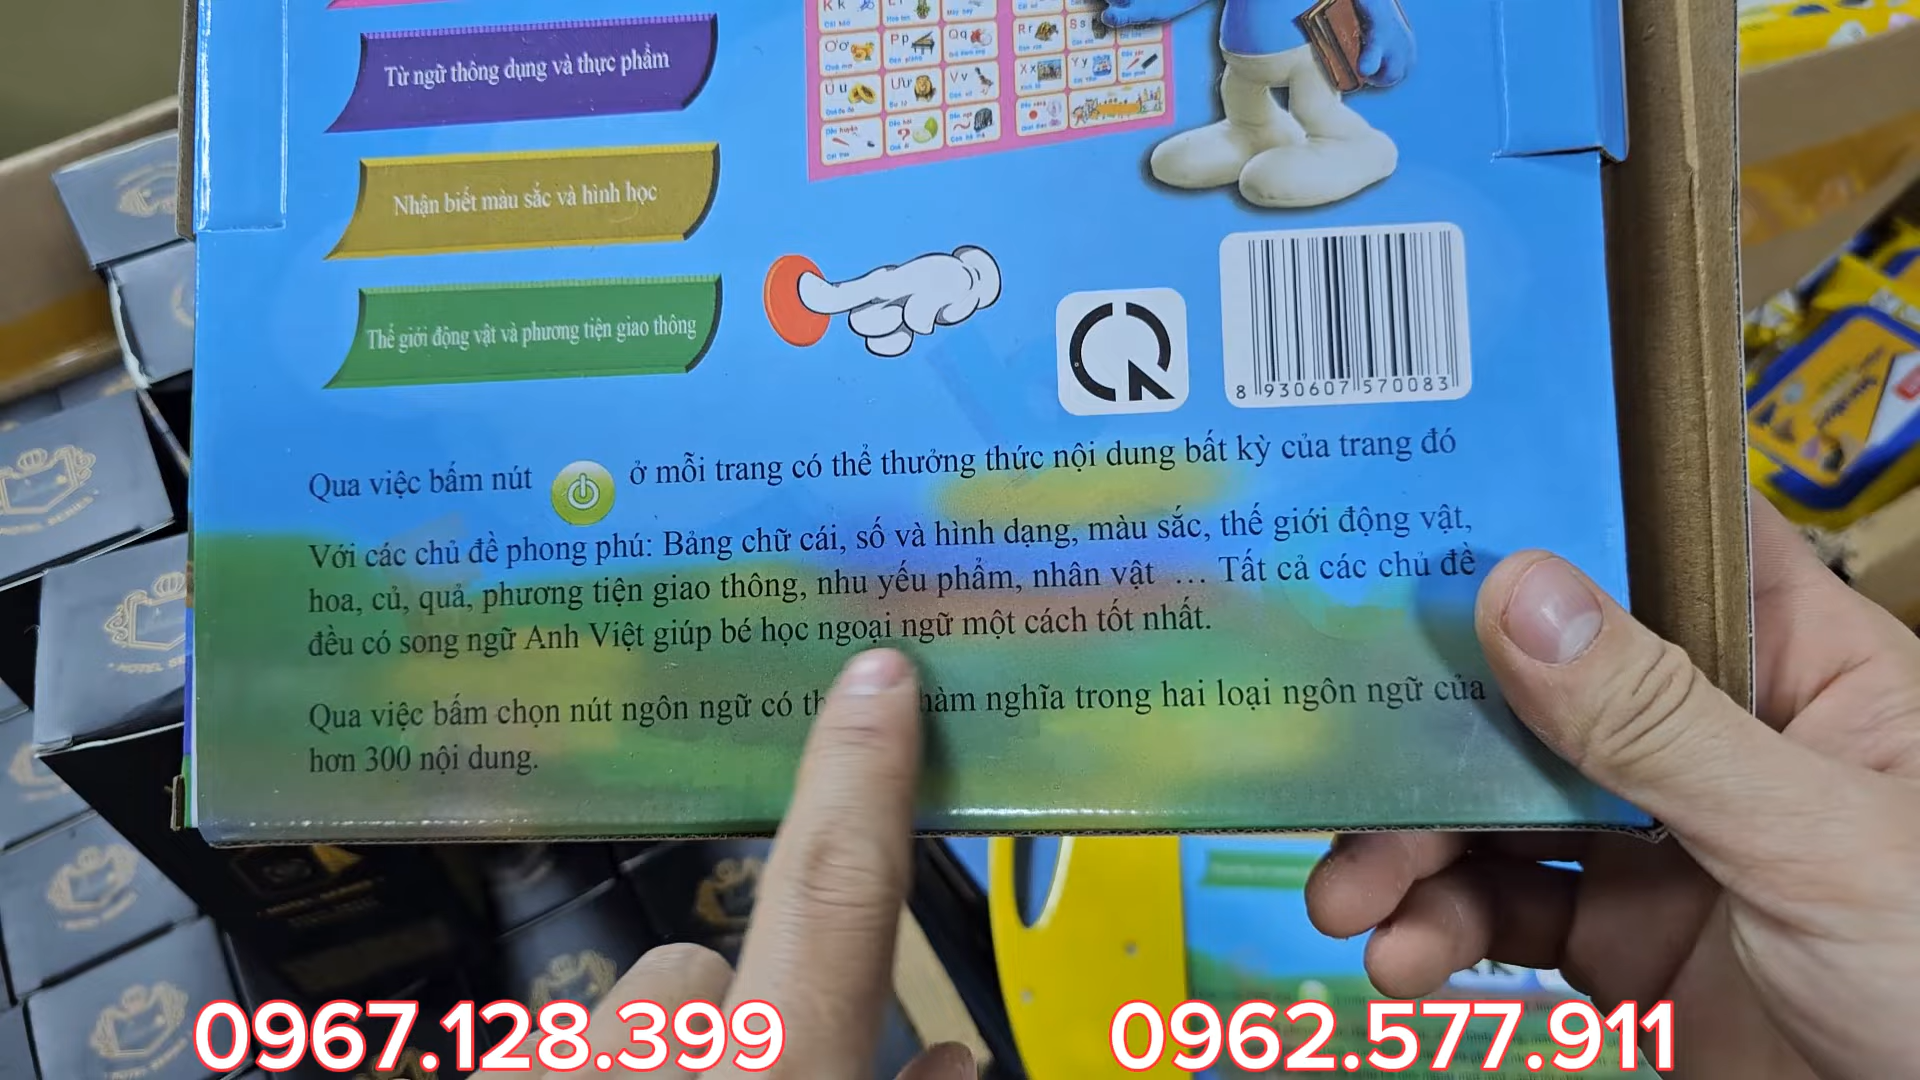 Từ ngữ thông dụng và thực phẩm
Nhận biết màu sắc và hình học
Thế giới động vật và phương tiện giao thông
K k
O'o'
P p
Q q
R r
S s
U u
Ư ư
V v
X x
Y y
8 930607 570083
Qua việc bấm nút ở mỗi trang có thể thưởng thức nội dung bất kỳ của trang đó
Với các chủ đề phong phú: Bảng chữ cái, số và hình dạng, màu sắc, thế giới động vật,
hoa, củ, quả, phương tiện giao thông, nhu yếu phẩm, nhân vật ... Tất cả các chủ đề
đều có song ngữ Anh Việt giúp bé học ngoại ngữ một cách tốt nhất.
Qua việc bấm chọn nút ngôn ngữ có nghĩa trong hai loại ngôn ngữ của
hơn 300 nội dung.
0967.128.399
0962.577.911